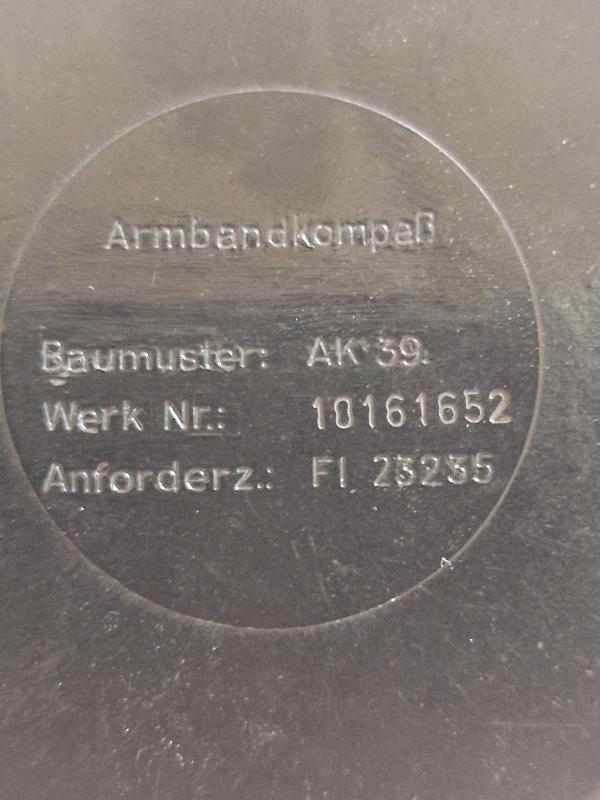 Armbandkompaß
Baumuster: AK 39
Werk Nr.: 10161652
Anforderz.: Fl 23235